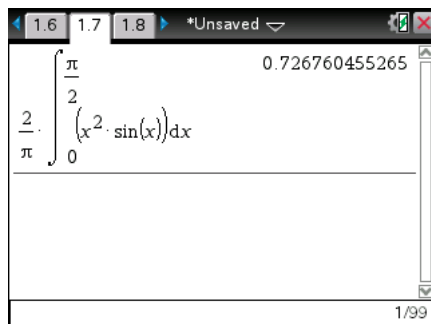 1.6 1.7 1.8 *Unsaved
2/π · ∫₀^(π/2) (x² · sin(x))dx 0.726760455265
1/99